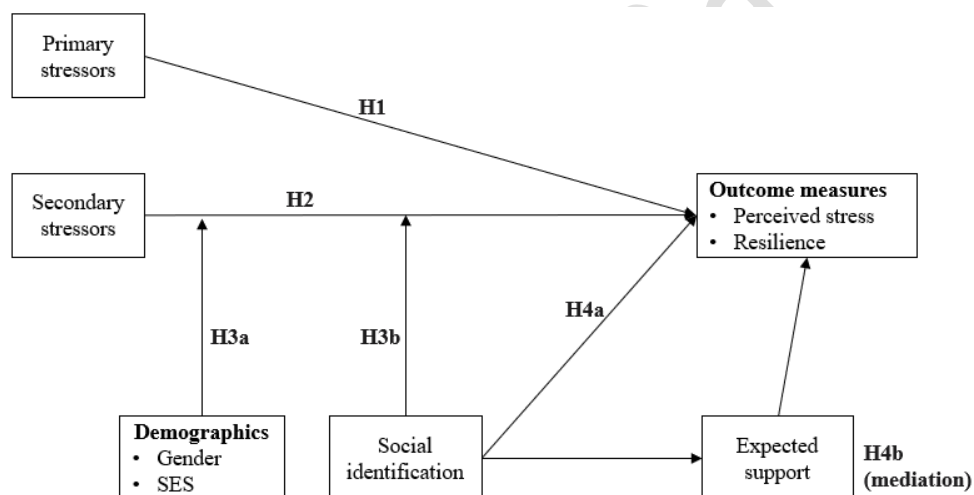 Primary
stressors
H1
Secondary
stressors
H2
Outcome measures
• Perceived stress
• Resilience
H3a
H3b
H4a
Demographics
• Gender
• SES
Social
identification
Expected
support
H4b
(mediation)